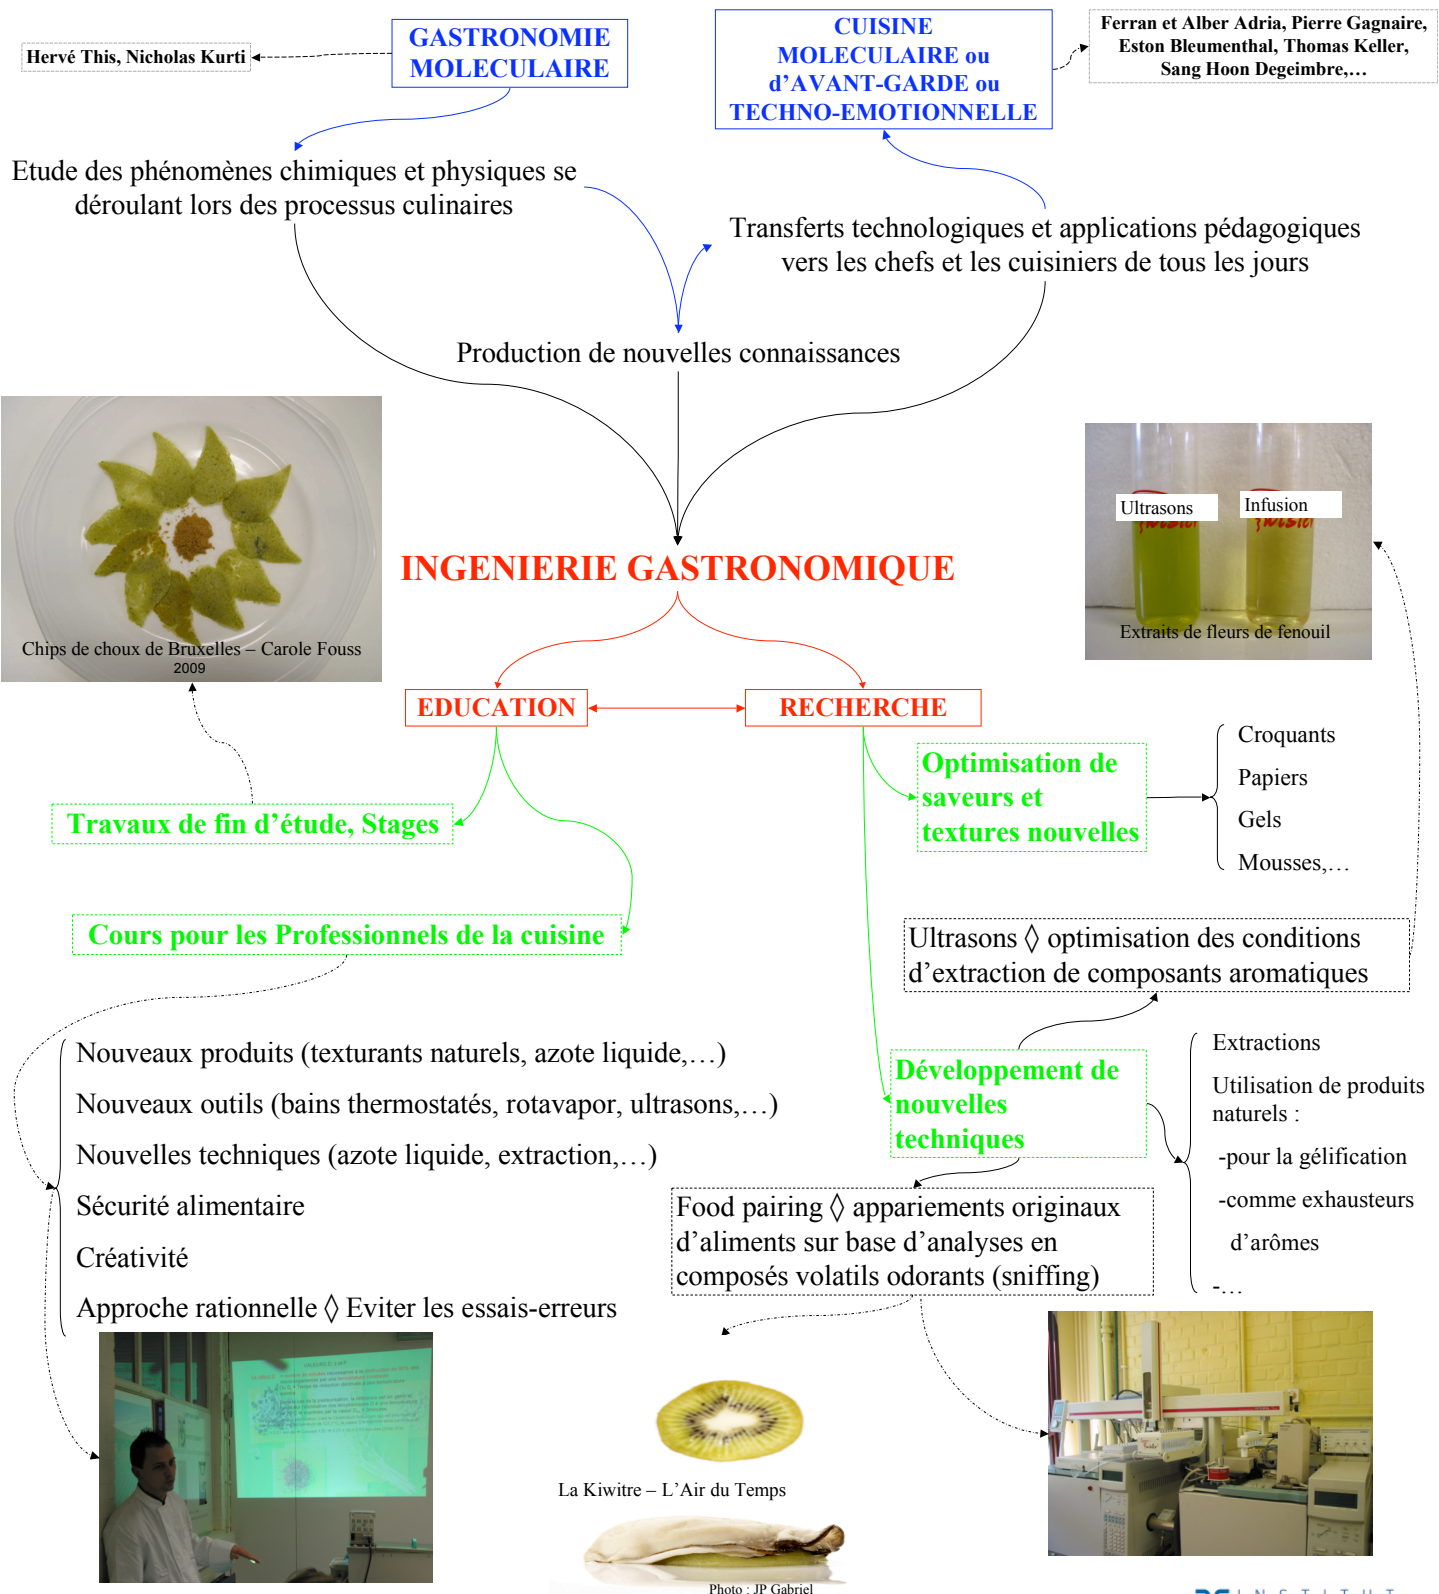 GASTRONOMIE
MOLECULAIRE
Hervé This, Nicholas Kurti
CUISINE
MOLECULAIRE ou
d’AVANT-GARDE ou
TECHNO-EMOTIONNELLE
Ferran et Alber Adria, Pierre Gagnaire,
Eston Bleumenthal, Thomas Keller,
Sang Hoon Degeimbre,…
Etude des phénomènes chimiques et physiques se
déroulant lors des processus culinaires
Transferts technologiques et applications pédagogiques
vers les chefs et les cuisiniers de tous les jours
Production de nouvelles connaissances
Chips de choux de Bruxelles – Carole Fouss
2009
Ultrasons
Infusion
Extraits de fleurs de fenouil
INGENIERIE GASTRONOMIQUE
EDUCATION
RECHERCHE
Travaux de fin d’étude, Stages
Optimisation de
saveurs et
textures nouvelles
Croquants
Papiers
Gels
Mousses,…
Cours pour les Professionnels de la cuisine
Ultrasons ◊ optimisation des conditions
d’extraction de composants aromatiques
Nouveaux produits (texturants naturels, azote liquide,…)
Nouveaux outils (bains thermostatés, rotavapor, ultrasons,…)
Nouvelles techniques (azote liquide, extraction,…)
Sécurité alimentaire
Créativité
Approche rationnelle ◊ Eviter les essais-erreurs
Développement de
nouvelles
techniques
Extractions
Utilisation de produits
naturels :
-pour la gélification
-comme exhausteurs
d’arômes
-…
Food pairing ◊ appariements originaux
d’aliments sur base d’analyses en
composés volatils odorants (sniffing)
La Kiwitre – L’Air du Temps
Photo : JP Gabriel
INSTITUT